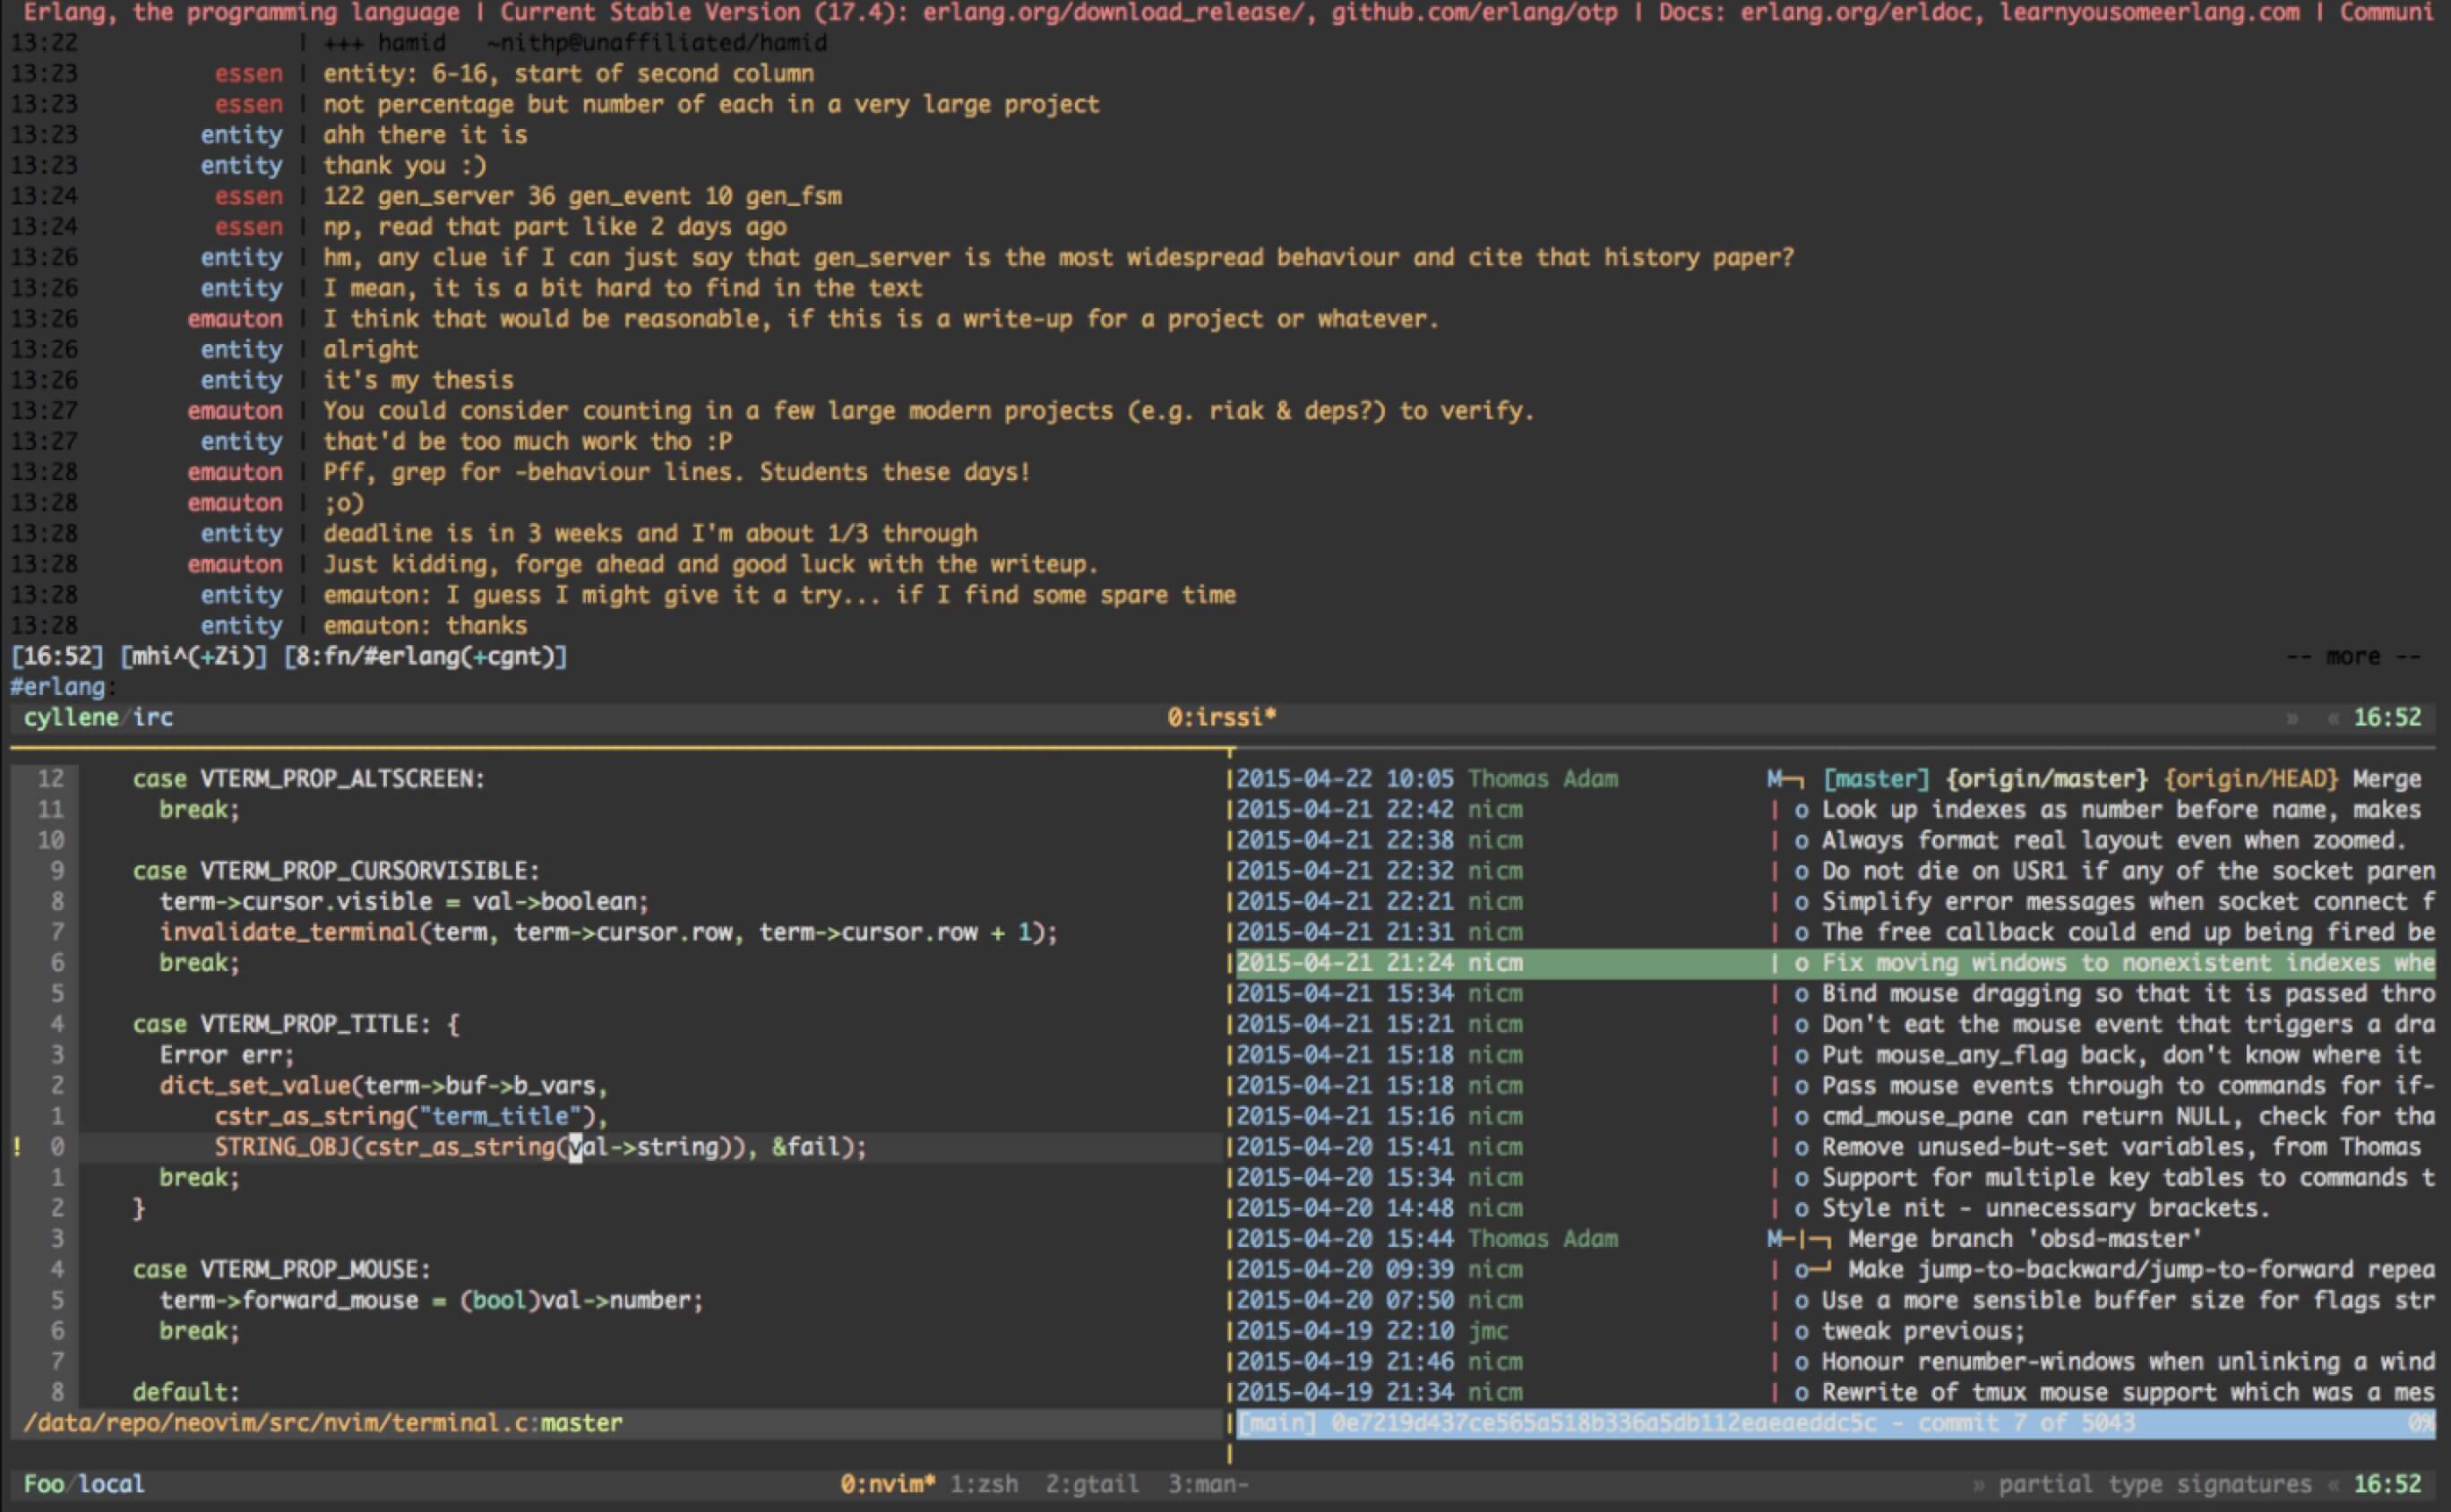 Erlang, the programming language | Current Stable Version (17.4): erlang.org/download_release/, github.com/erlang/otp | Docs: erlang.org/erldoc, learnyousomeerlang.com | Communi
13:22 | +++ hamid ~nithp@unaffiliated/hamid
13:23 essen | entity: 6-16, start of second column
13:23 essen | not percentage but number of each in a very large project
13:23 entity | ahh there it is
13:23 entity | thank you :)
13:24 essen | 122 gen_server 36 gen_event 10 gen_fsm
13:24 essen | np, read that part like 2 days ago
13:26 entity | hm, any clue if I can just say that gen_server is the most widespread behaviour and cite that history paper?
13:26 entity | I mean, it is a bit hard to find in the text
13:26 emauton | I think that would be reasonable, if this is a write-up for a project or whatever.
13:26 entity | alright
13:26 entity | it's my thesis
13:27 emauton | You could consider counting in a few large modern projects (e.g. riak & deps?) to verify.
13:27 entity | that'd be too much work tho :P
13:28 emauton | Pff, grep for -behaviour lines. Students these days!
13:28 emauton | ;o)
13:28 entity | deadline is in 3 weeks and I'm about 1/3 through
13:28 emauton | Just kidding, forge ahead and good luck with the writeup.
13:28 entity | emauton: I guess I might give it a try... if I find some spare time
13:28 entity | emauton: thanks
[16:52] [mhi^(+Zi)] [8:fn/#erlang(+cgnt)] -- more --
#erlang:
cyllene/irc 0:irssi* » « 16:52
12 case VTERM_PROP_ALTSCREEN:
11 break;
10
9 case VTERM_PROP_CURSORVISIBLE:
8 term->cursor.visible = val->boolean;
7 invalidate_terminal(term, term->cursor.row, term->cursor.row + 1);
6 break;
5
4 case VTERM_PROP_TITLE: {
3 Error err;
2 dict_set_value(term->buf->b_vars,
1 cstr_as_string("term_title"),
! 0 STRING_OBJ(cstr_as_string(val->string)), &fail);
1 break;
2 }
3
4 case VTERM_PROP_MOUSE:
5 term->forward_mouse = (bool)val->number;
6 break;
7
8 default:
/data/repo/neovim/src/nvim/terminal.c:master
2015-04-22 10:05 Thomas Adam M─┐ [master] {origin/master} {origin/HEAD} Merge
2015-04-21 22:42 nicm | o Look up indexes as number before name, makes
2015-04-21 22:38 nicm | o Always format real layout even when zoomed.
2015-04-21 22:32 nicm | o Do not die on USR1 if any of the socket paren
2015-04-21 22:21 nicm | o Simplify error messages when socket connect f
2015-04-21 21:31 nicm | o The free callback could end up being fired be
2015-04-21 21:24 nicm | o Fix moving windows to nonexistent indexes whe
2015-04-21 15:34 nicm | o Bind mouse dragging so that it is passed thro
2015-04-21 15:21 nicm | o Don't eat the mouse event that triggers a dra
2015-04-21 15:18 nicm | o Put mouse_any_flag back, don't know where it
2015-04-21 15:18 nicm | o Pass mouse events through to commands for if-
2015-04-21 15:16 nicm | o cmd_mouse_pane can return NULL, check for tha
2015-04-20 15:41 nicm | o Remove unused-but-set variables, from Thomas
2015-04-20 15:34 nicm | o Support for multiple key tables to commands t
2015-04-20 14:48 nicm | o Style nit - unnecessary brackets.
2015-04-20 15:44 Thomas Adam M─|─┐ Merge branch 'obsd-master'
2015-04-20 09:39 nicm | o─┘ Make jump-to-backward/jump-to-forward repea
2015-04-20 07:50 nicm | o Use a more sensible buffer size for flags str
2015-04-19 22:10 jmc | o tweak previous;
2015-04-19 21:46 nicm | o Honour renumber-windows when unlinking a wind
2015-04-19 21:34 nicm | o Rewrite of tmux mouse support which was a mes
[main] 0e7219d437ce565a518b336a5db112eaeaeddc5c - commit 7 of 5043 0%
Foo/local 0:nvim* 1:zsh 2:gtail 3:man- » partial type signatures « 16:52